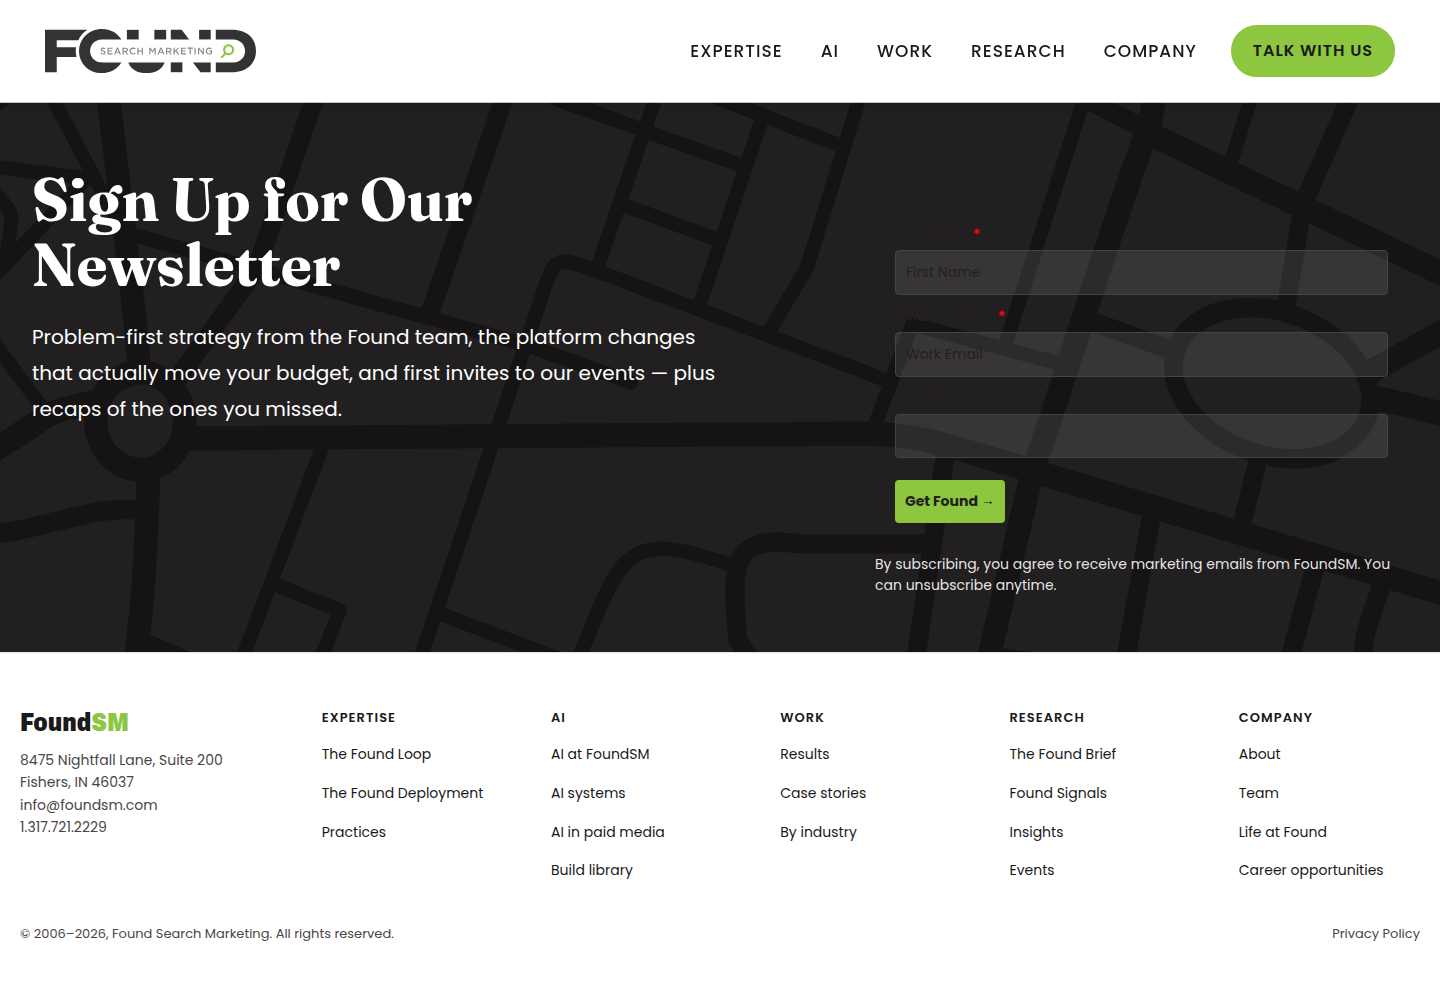 FOUND
SEARCH MARKETING
EXPERTISE AI WORK RESEARCH COMPANY TALK WITH US
Sign Up for Our
Newsletter
Problem-first strategy from the Found team, the platform changes
that actually move your budget, and first invites to our events — plus
recaps of the ones you missed.
*
First Name
*
Work Email
Get Found →
By subscribing, you agree to receive marketing emails from FoundSM. You
can unsubscribe anytime.
FoundSM
8475 Nightfall Lane, Suite 200
Fishers, IN 46037
info@foundsm.com
1.317.721.2229
EXPERTISE
The Found Loop
The Found Deployment
Practices
AI
AI at FoundSM
AI systems
AI in paid media
Build library
WORK
Results
Case stories
By industry
RESEARCH
The Found Brief
Found Signals
Insights
Events
COMPANY
About
Team
Life at Found
Career opportunities
© 2006–2026, Found Search Marketing. All rights reserved.
Privacy Policy